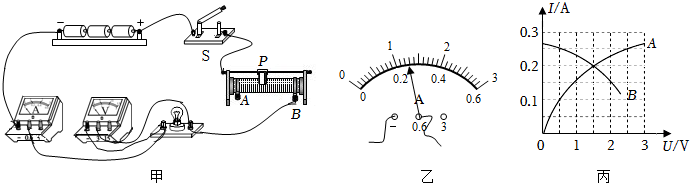 − +
S
P
A
B
A
V
甲
0 1 2 3
0 0.2 0.4 0.6
A
− 0.6 3
乙
I/A
0.3
0.2
0.1
0 1 2 3 U/V
A
B
丙